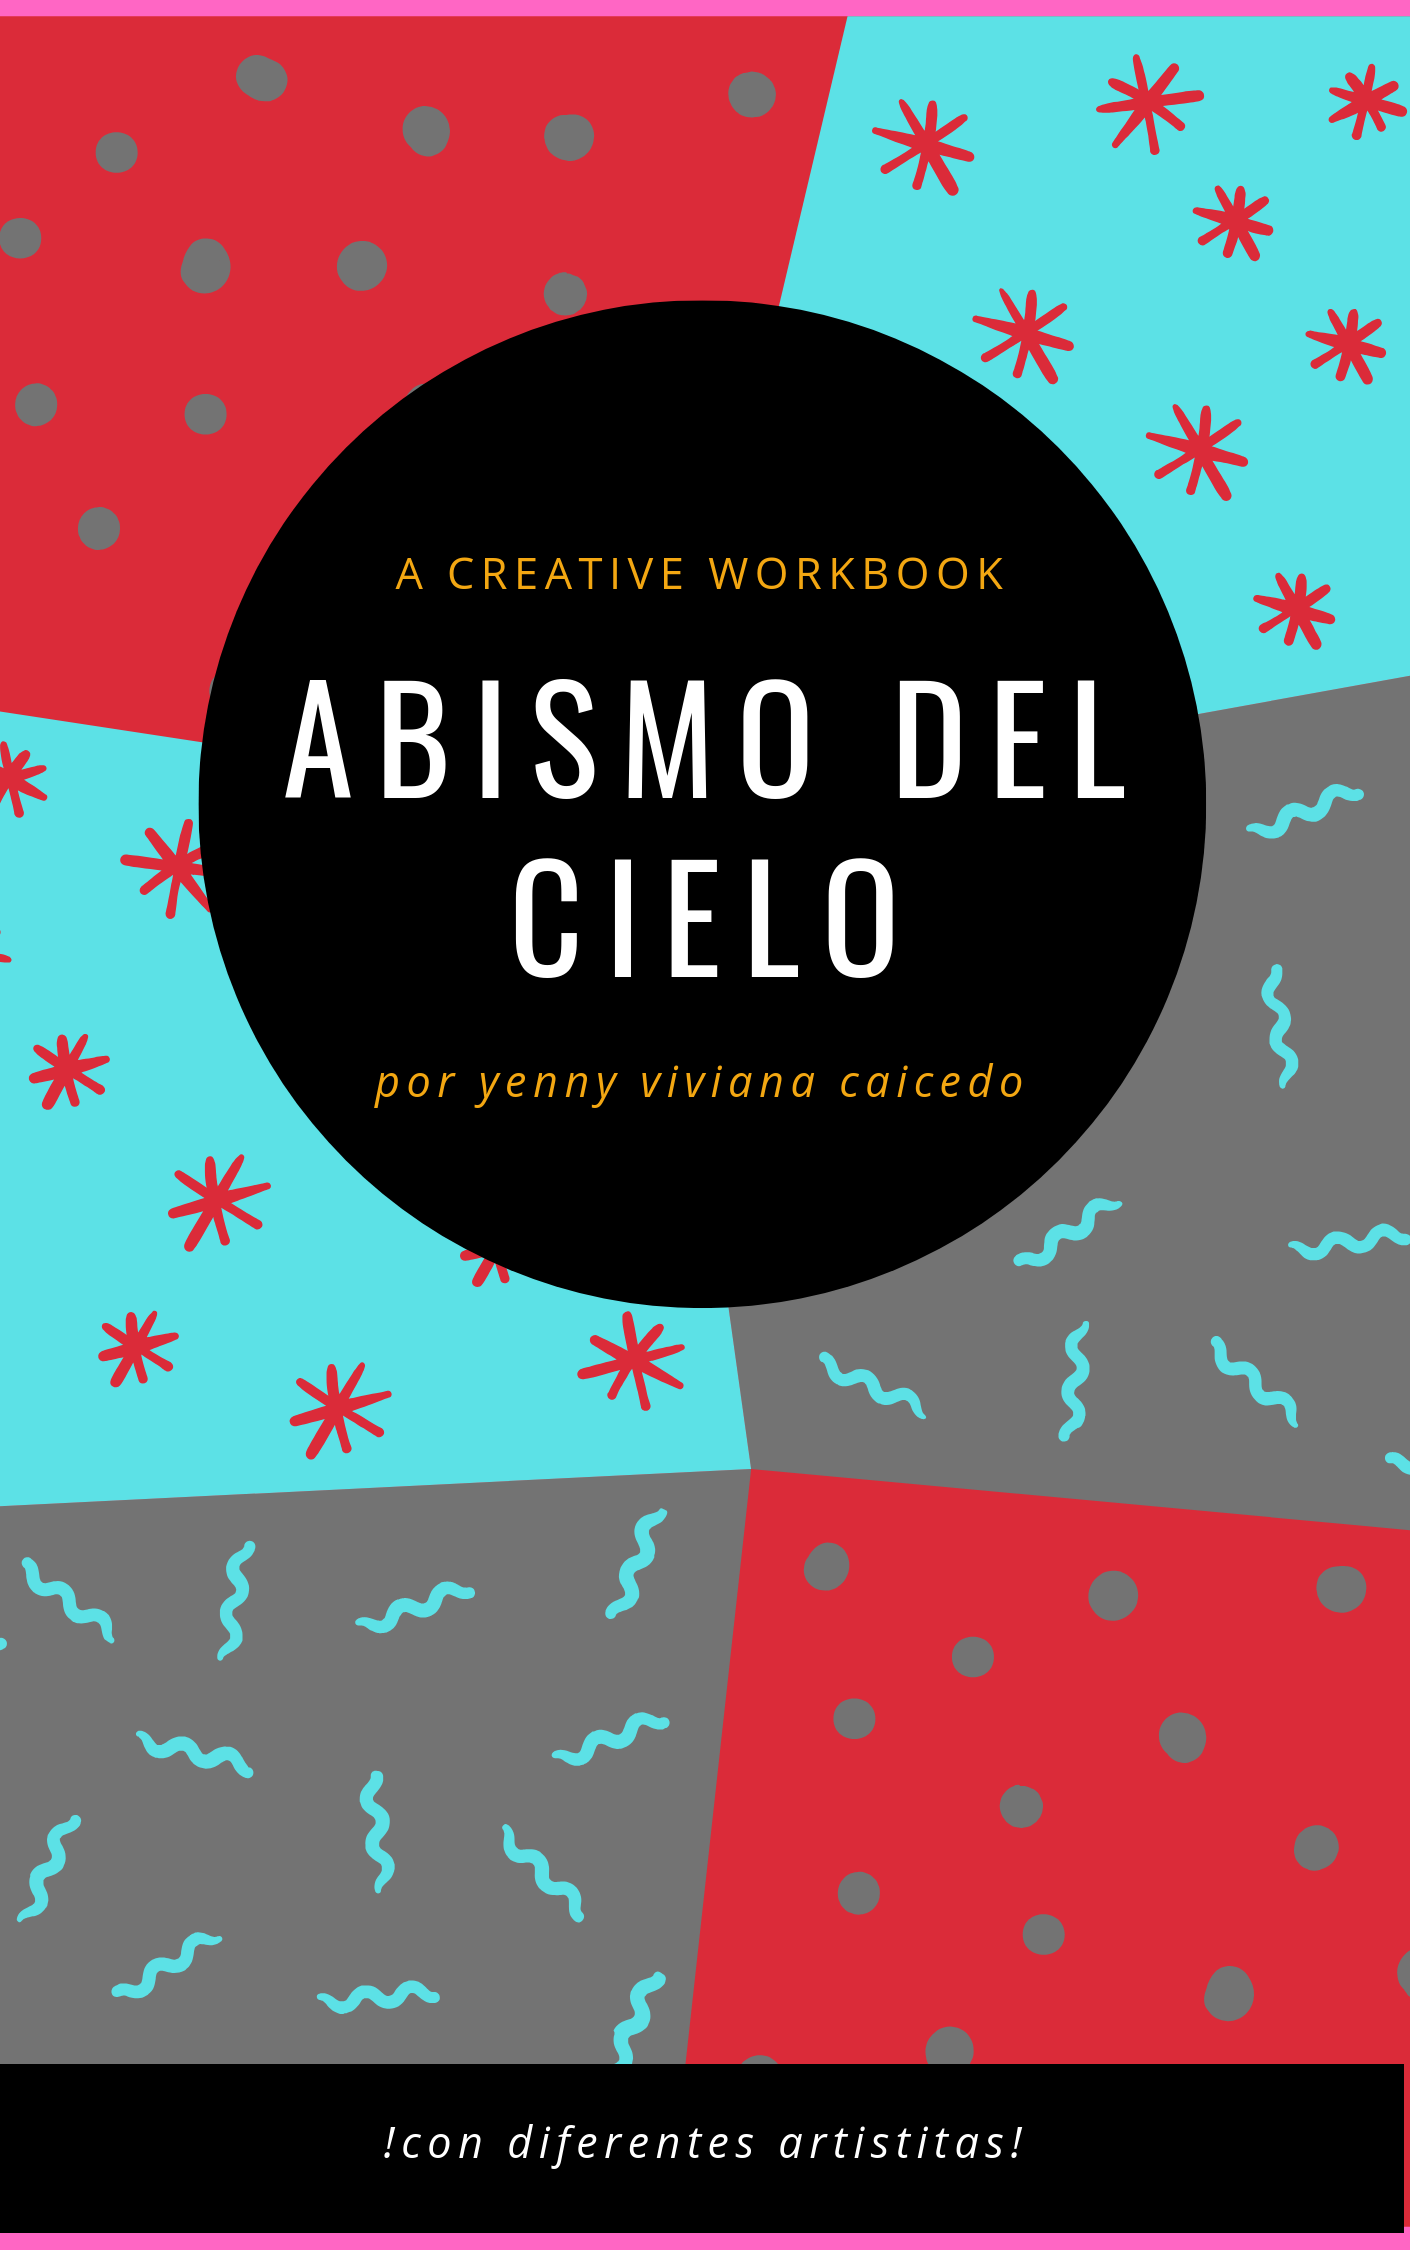 A CREATIVE WORKBOOK
ABISMO DEL
CIELO
por yenny viviana caicedo
!con diferentes artistitas!